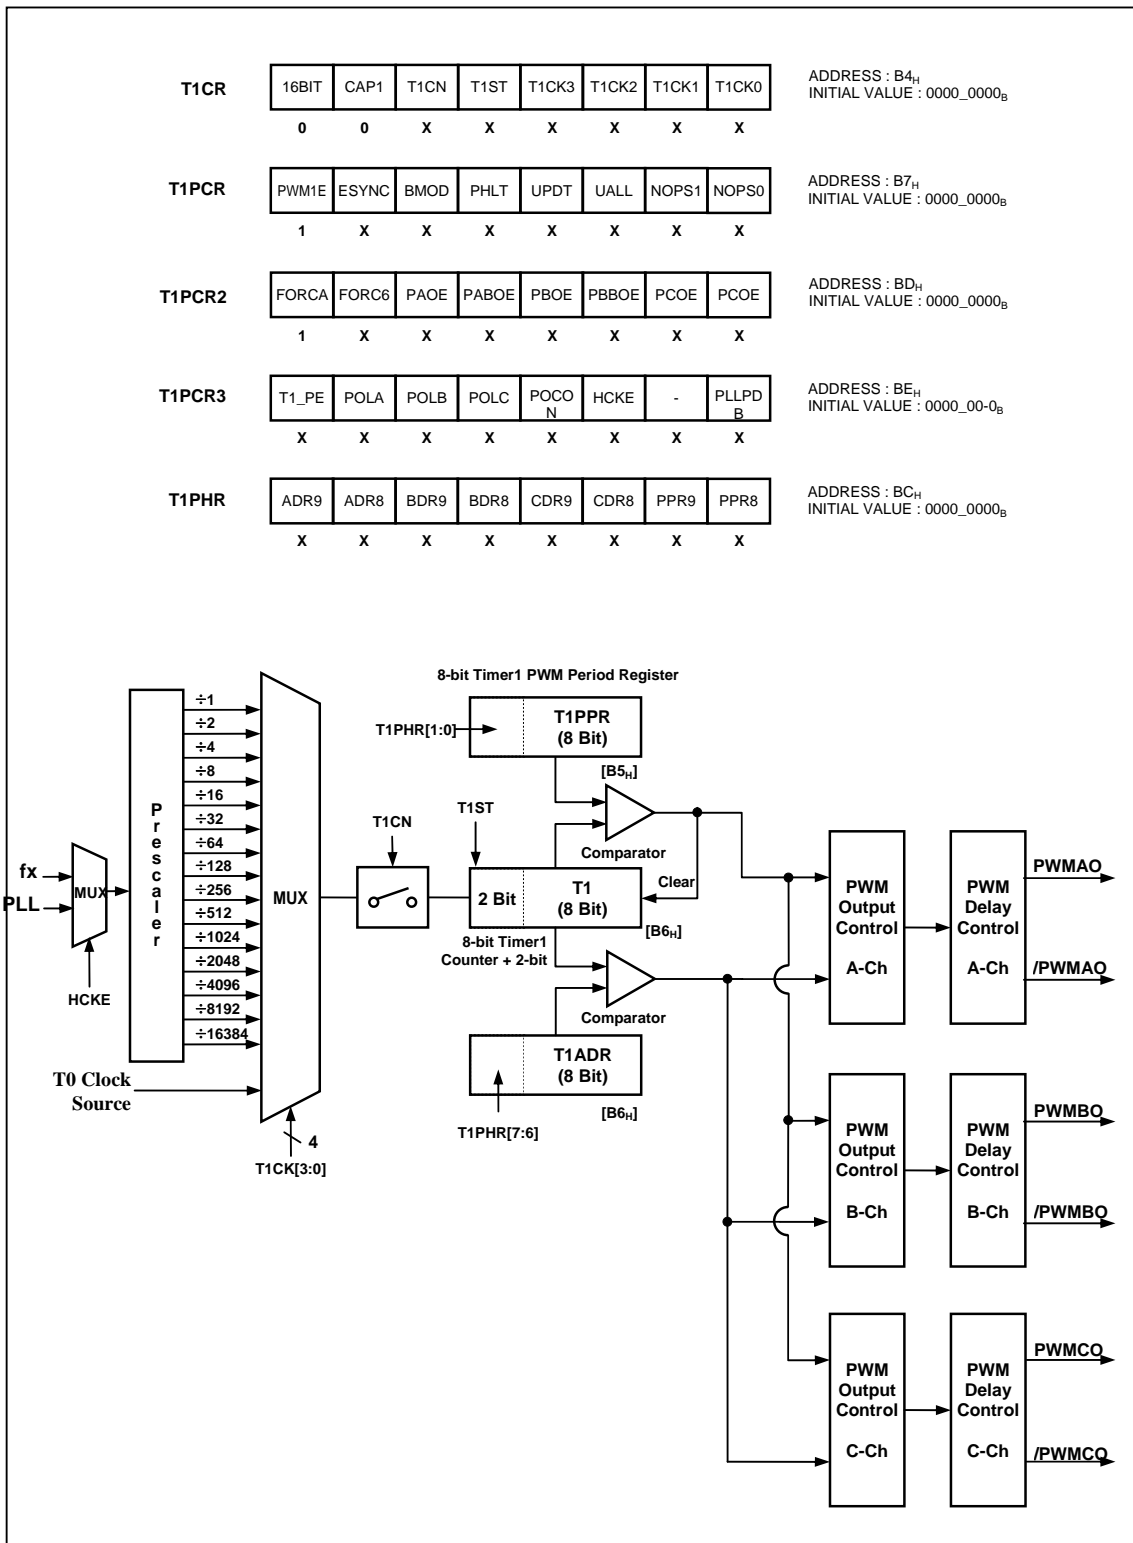 T1CR 16BIT CAP1 T1CN T1ST T1CK3 T1CK2 T1CK1 T1CK0 ADDRESS : B4H
INITIAL VALUE : 0000_0000B
0 0 X X X X X X
T1PCR PWM1E ESYNC BMOD PHLT UPDT UALL NOPS1 NOPS0 ADDRESS : B7H
INITIAL VALUE : 0000_0000B
1 X X X X X X X
T1PCR2 FORCA FORC6 PAOE PABOE PBOE PBBOE PCOE PCOE ADDRESS : BDH
INITIAL VALUE : 0000_0000B
1 X X X X X X X
T1PCR3 T1_PE POLA POLB POLC POCO
N HCKE - PLLPD
B ADDRESS : BEH
INITIAL VALUE : 0000_00-0B
X X X X X X X X
T1PHR ADR9 ADR8 BDR9 BDR8 CDR9 CDR8 PPR9 PPR8 ADDRESS : BCH
INITIAL VALUE : 0000_0000B
X X X X X X X X
fx
PLL
MUX
HCKE
Prescaler
÷1
÷2
÷4
÷8
÷16
÷32
÷64
÷128
÷256
÷512
÷1024
÷2048
÷4096
÷8192
÷16384
T0 Clock
Source
MUX
4
T1CK[3:0]
T1CN
8-bit Timer1 PWM Period Register
T1PHR[1:0]
T1PPR
(8 Bit)
[B5H]
T1ST
Comparator
2 Bit
T1
(8 Bit)
Clear
[B6H]
8-bit Timer1
Counter + 2-bit
Comparator
T1ADR
(8 Bit)
[B6H]
T1PHR[7:6]
PWM
Output
Control
A-Ch
PWM
Delay
Control
A-Ch
PWMAO
/PWMAO
PWM
Output
Control
B-Ch
PWM
Delay
Control
B-Ch
PWMBO
/PWMBO
PWM
Output
Control
C-Ch
PWM
Delay
Control
C-Ch
PWMCO
/PWMCO